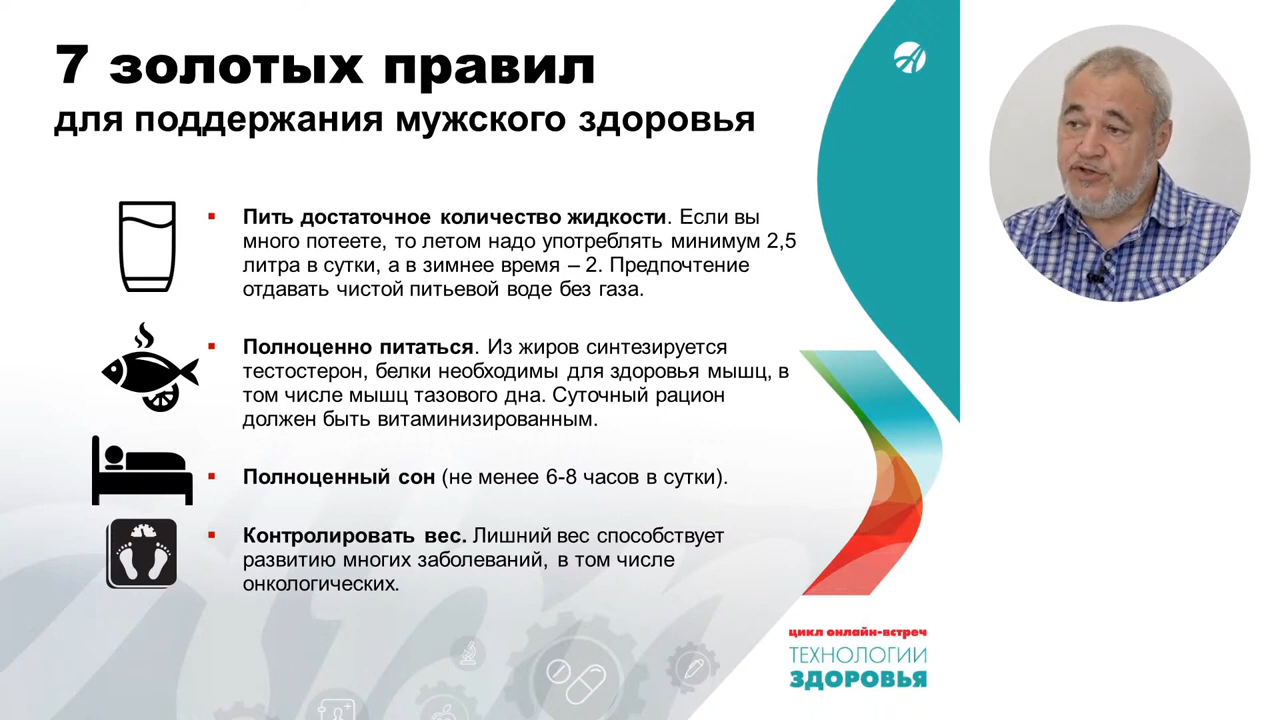 7 золотых правил
для поддержания мужского здоровья
Пить достаточное количество жидкости. Если вы
много потеете, то летом надо употреблять минимум 2,5
литра в сутки, а в зимнее время – 2. Предпочтение
отдавать чистой питьевой воде без газа.
Полноценно питаться. Из жиров синтезируется
тестостерон, белки необходимы для здоровья мышц, в
том числе мышц тазового дна. Суточный рацион
должен быть витаминизированным.
Полноценный сон (не менее 6-8 часов в сутки).
Контролировать вес. Лишний вес способствует
развитию многих заболеваний, в том числе
онкологических.
цикл онлайн-встреч
ТЕХНОЛОГИИ
ЗДОРОВЬЯ